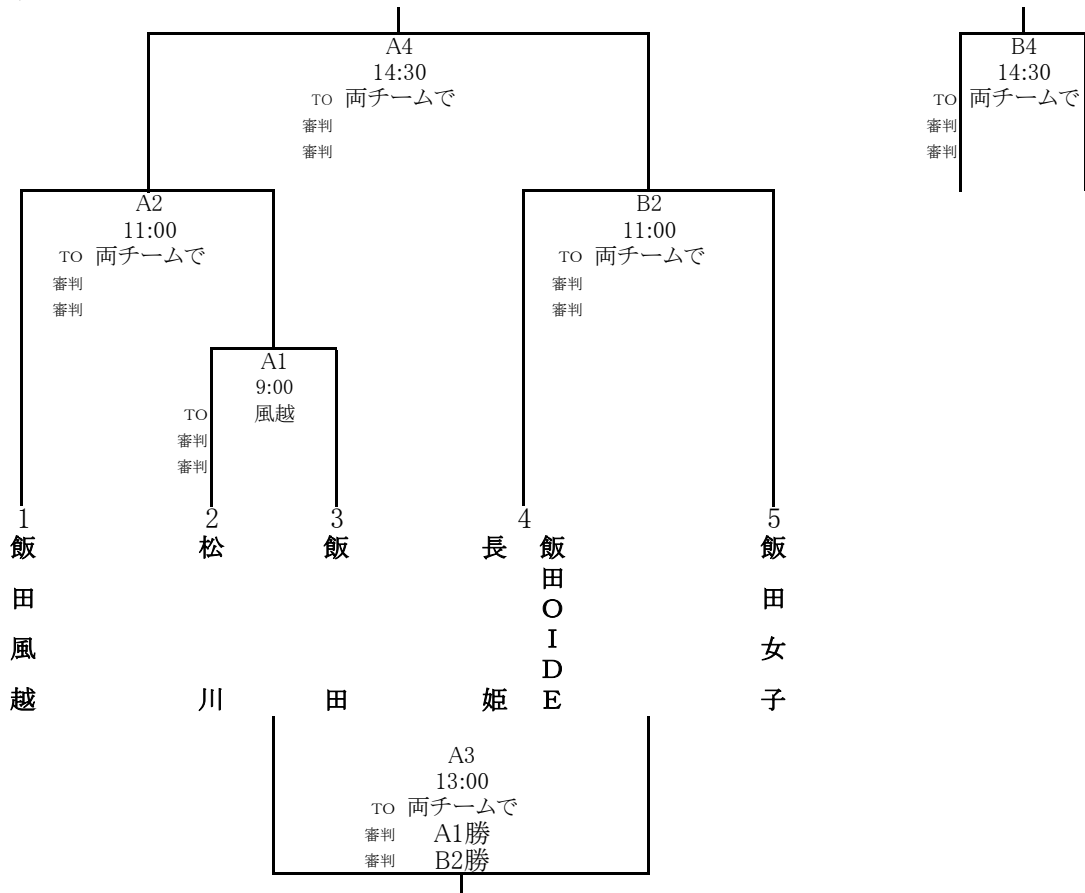 A4
14:30
TO 両チームで
審判
審判
B4
14:30
TO 両チームで
審判
審判
A2
11:00
TO 両チームで
審判
審判
B2
11:00
TO 両チームで
審判
審判
A1
9:00
TO 風越
審判
審判
1
飯田風越
2
松川
3
飯田
4
飯田OIDE
長姫
5
飯田女子
A3
13:00
TO 両チームで
審判 A1勝
審判 B2勝